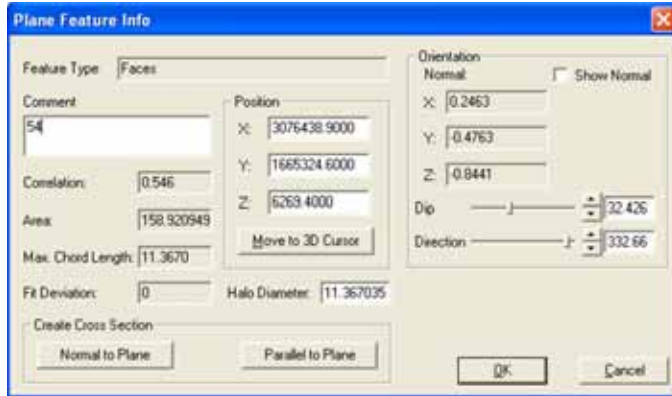 Plane Feature Info
Feature Type: Faces
Comment
54
Correlation: 0.546
Area: 158.920949
Max. Chord Length: 11.3670
Fit Deviation: 0
Position
X: 3076438.9000
Y: 1665324.6000
Z: 6269.4000
Move to 3D Cursor
Halo Diameter: 11.367035
Create Cross Section
Normal to Plane
Parallel to Plane
Orientation
Normal:
Show Normal
X: 0.2463
Y: -0.4763
Z: -0.8441
Dip 32.426
Direction 332.66
OK
Cancel